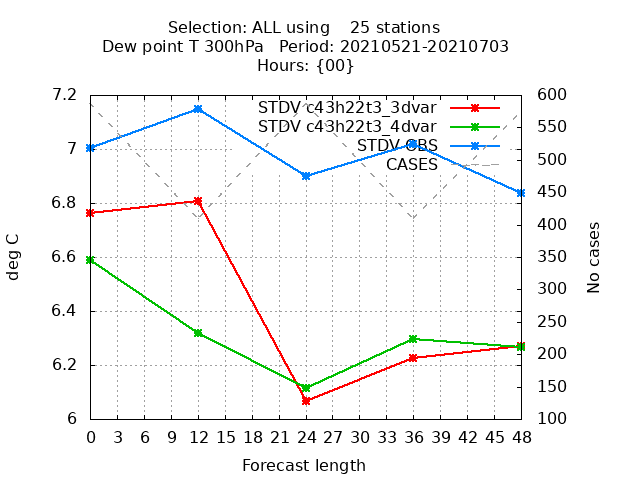 Selection: ALL using    25 stations
Dew point T 300hPa   Period: 20210521-20210703
Hours: {00}
STDV c43h22t3_3dvar
STDV c43h22t3_4dvar
STDV OBS
CASES
7.2
7
6.8
6.6
6.4
6.2
6
600
550
500
450
400
350
300
250
200
150
100
deg C
No cases
0 3 6 9 12 15 18 21 24 27 30 33 36 39 42 45 48
Forecast length